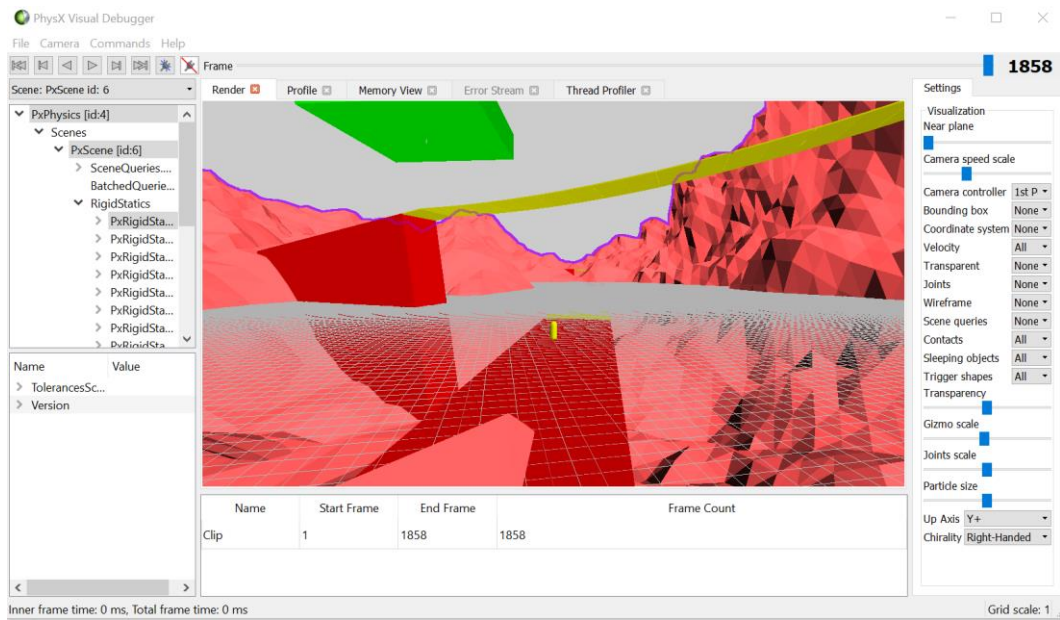 PhysX Visual Debugger
File Camera Commands Help
Frame 1858
Scene: PxScene id: 6
Render Profile Memory View Error Stream Thread Profiler
PxPhysics [id:4]
Scenes
PxScene [id:6]
SceneQueries....
BatchedQuerie...
RigidStatics
PxRigidSta...
PxRigidSta...
PxRigidSta...
PxRigidSta...
PxRigidSta...
PxRigidSta...
PxRigidSta...
PxRigidSta...
Name Value
TolerancesSc...
Version
Name Start Frame End Frame Frame Count
Clip 1 1858 1858
Settings
Visualization
Near plane
Camera speed scale
Camera controller 1st P
Bounding box None
Coordinate system None
Velocity All
Transparent None
Joints None
Wireframe None
Scene queries None
Contacts All
Sleeping objects All
Trigger shapes All
Transparency
Gizmo scale
Joints scale
Particle size
Up Axis Y+
Chirality Right-Handed
Inner frame time: 0 ms, Total frame time: 0 ms
Grid scale: 1